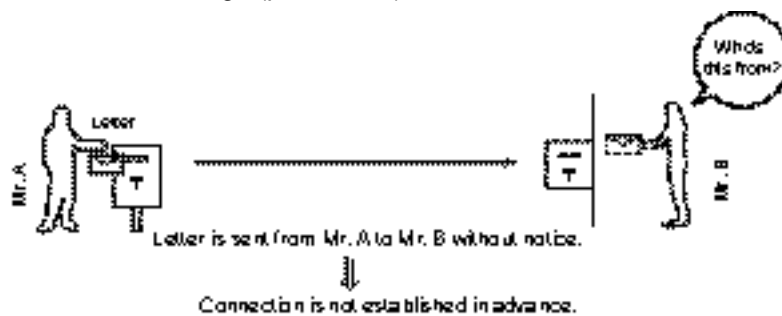 Who's
this from?
Letter
Mr. A
Mr. B
Letter is sent from Mr. A to Mr. B without notice.
Connection is not established in advance.